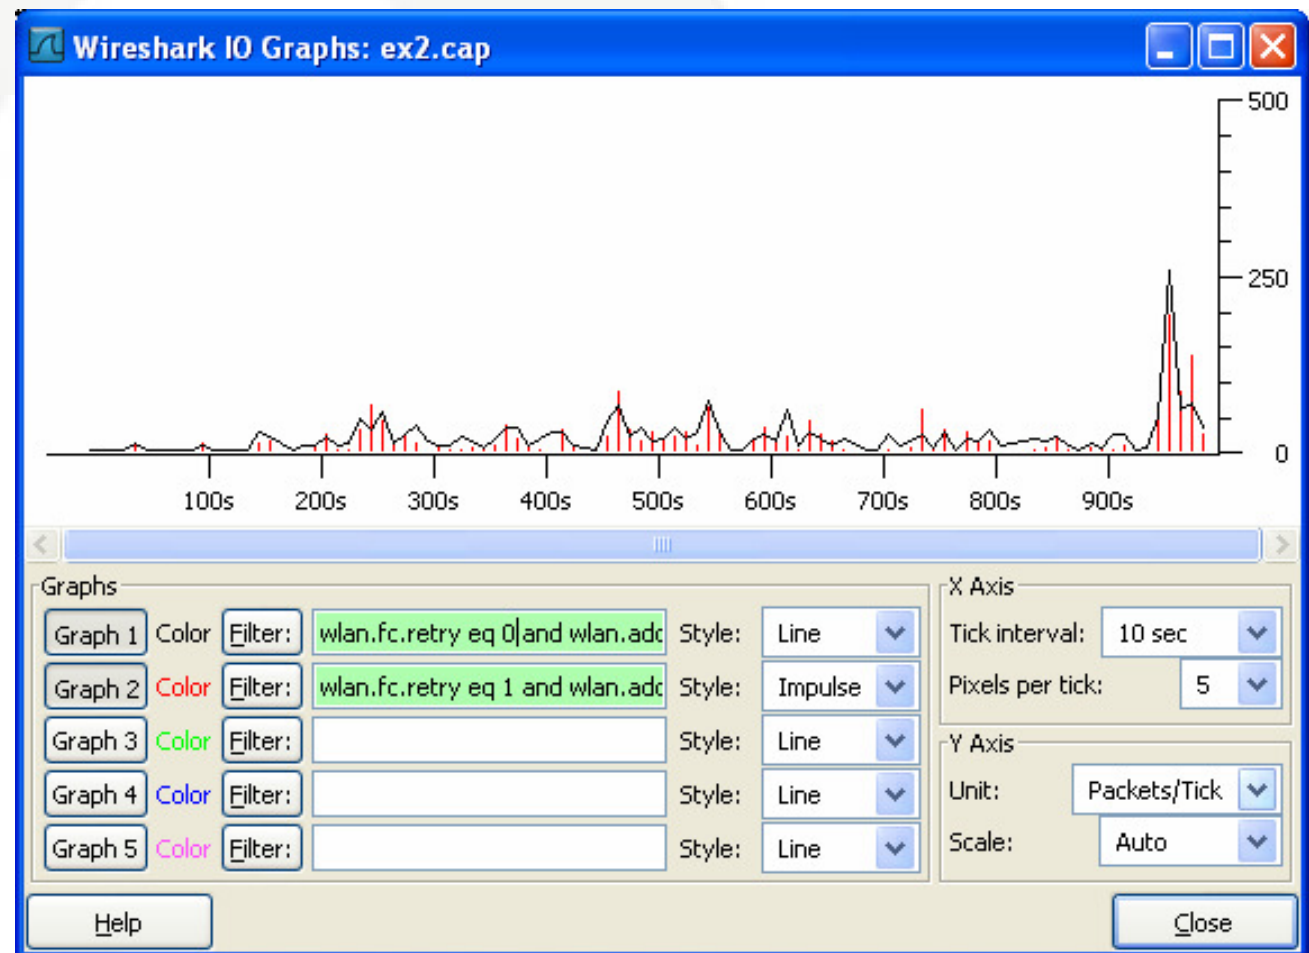 Wireshark IO Graphs: ex2.cap
500
250
0
100s 200s 300s 400s 500s 600s 700s 800s 900s
Graphs
Graph 1 Color Filter: wlan.fc.retry eq 0 and wlan.adc Style: Line
Graph 2 Color Filter: wlan.fc.retry eq 1 and wlan.adc Style: Impulse
Graph 3 Color Filter: Style: Line
Graph 4 Color Filter: Style: Line
Graph 5 Color Filter: Style: Line
X Axis
Tick interval: 10 sec
Pixels per tick: 5
Y Axis
Unit: Packets/Tick
Scale: Auto
Help
Close